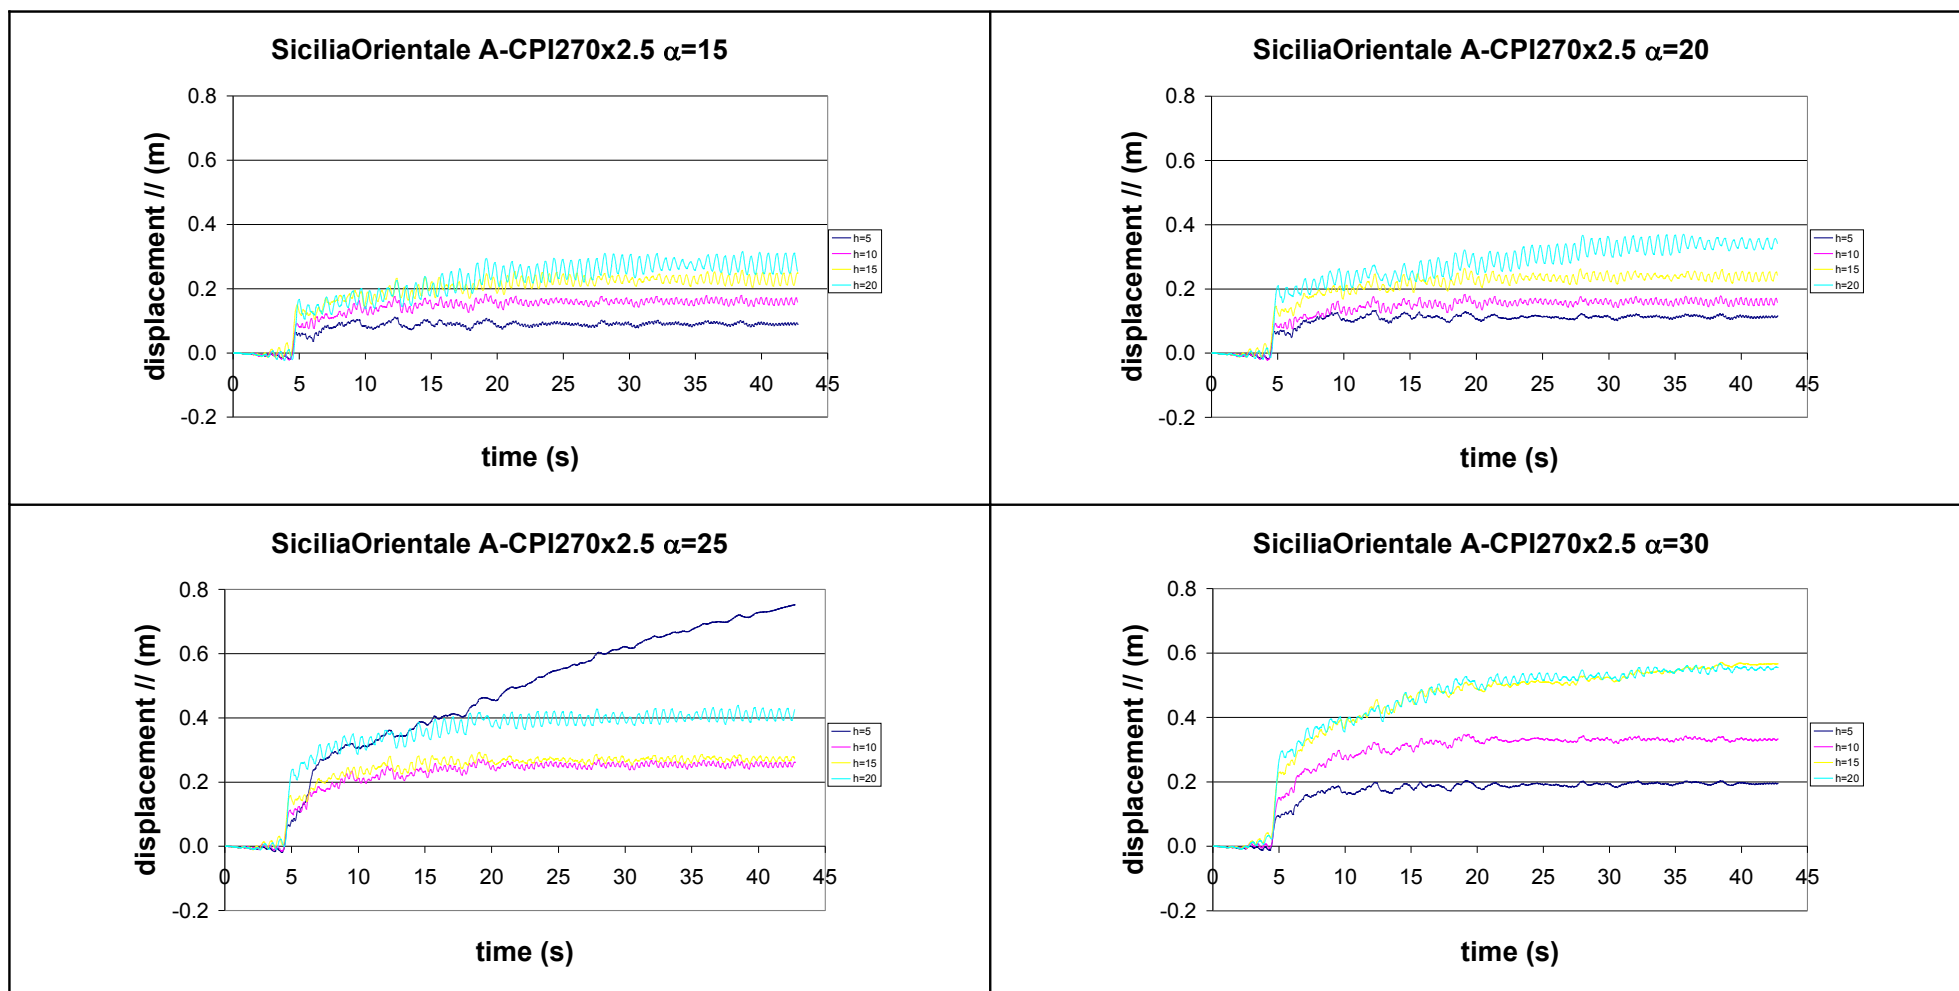 SiciliaOrientale A-CPI270x2.5 α=15
0.8
0.6
0.4
0.2
0.0
-0.2
0 5 10 15 20 25 30 35 40 45
displacement // (m)
time (s)
h=5
h=10
h=15
h=20
SiciliaOrientale A-CPI270x2.5 α=20
0.8
0.6
0.4
0.2
0.0
-0.2
0 5 10 15 20 25 30 35 40 45
displacement // (m)
time (s)
h=5
h=10
h=15
h=20
SiciliaOrientale A-CPI270x2.5 α=25
0.8
0.6
0.4
0.2
0.0
-0.2
0 5 10 15 20 25 30 35 40 45
displacement // (m)
time (s)
h=5
h=10
h=15
h=20
SiciliaOrientale A-CPI270x2.5 α=30
0.8
0.6
0.4
0.2
0.0
-0.2
0 5 10 15 20 25 30 35 40 45
displacement // (m)
time (s)
h=5
h=10
h=15
h=20